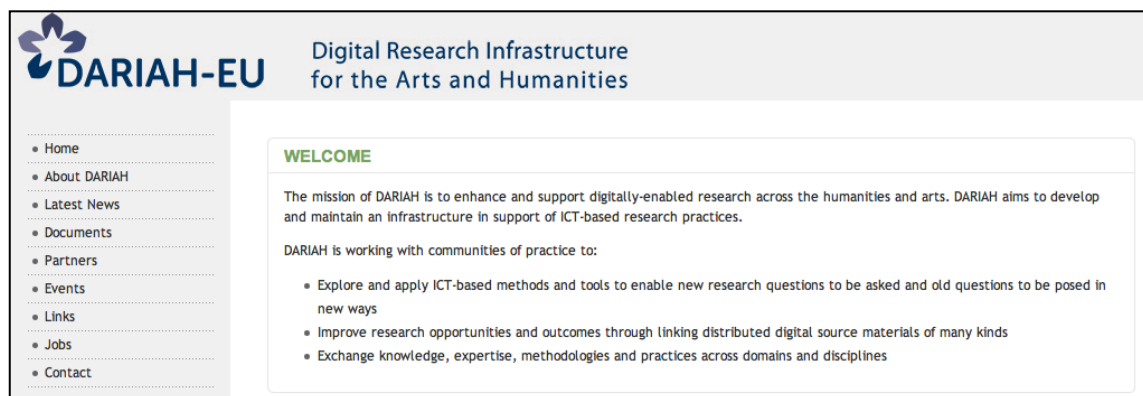 DARIAH-EU
Digital Research Infrastructure
for the Arts and Humanities
Home
About DARIAH
Latest News
Documents
Partners
Events
Links
Jobs
Contact
WELCOME
The mission of DARIAH is to enhance and support digitally-enabled research across the humanities and arts. DARIAH aims to develop
and maintain an infrastructure in support of ICT-based research practices.
DARIAH is working with communities of practice to:
Explore and apply ICT-based methods and tools to enable new research questions to be asked and old questions to be posed in
new ways
Improve research opportunities and outcomes through linking distributed digital source materials of many kinds
Exchange knowledge, expertise, methodologies and practices across domains and disciplines